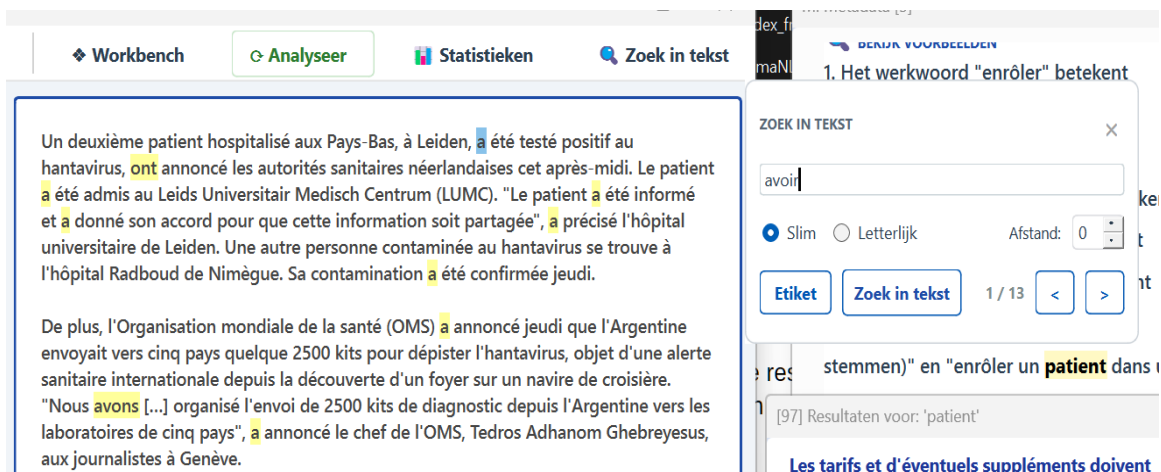 ❖ Workbench
⟳ Analyseer
Statistieken
Zoek in tekst
Un deuxième patient hospitalisé aux Pays-Bas, à Leiden, a été testé positif au
hantavirus, ont annoncé les autorités sanitaires néerlandaises cet après-midi. Le patient
a été admis au Leids Universitair Medisch Centrum (LUMC). "Le patient a été informé
et a donné son accord pour que cette information soit partagée", a précisé l'hôpital
universitaire de Leiden. Une autre personne contaminée au hantavirus se trouve à
l'hôpital Radboud de Nimègue. Sa contamination a été confirmée jeudi.
De plus, l'Organisation mondiale de la santé (OMS) a annoncé jeudi que l'Argentine
envoyait vers cinq pays quelque 2500 kits pour dépister l'hantavirus, objet d'une alerte
sanitaire internationale depuis la découverte d'un foyer sur un navire de croisière.
"Nous avons [...] organisé l'envoi de 2500 kits de diagnostic depuis l'Argentine vers les
laboratoires de cinq pays", a annoncé le chef de l'OMS, Tedros Adhanom Ghebreyesus,
aux journalistes à Genève.
BEKIJK VOORBEELDEN
1. Het werkwoord "enrôler" betekent
ZOEK IN TEKST
avoir
Slim Letterlijk Afstand: 0
Etiket Zoek in tekst 1 / 13 < >
stemmen)" en "enrôler un patient dans
[97] Resultaten voor: 'patient'
Les tarifs et d'éventuels suppléments doivent